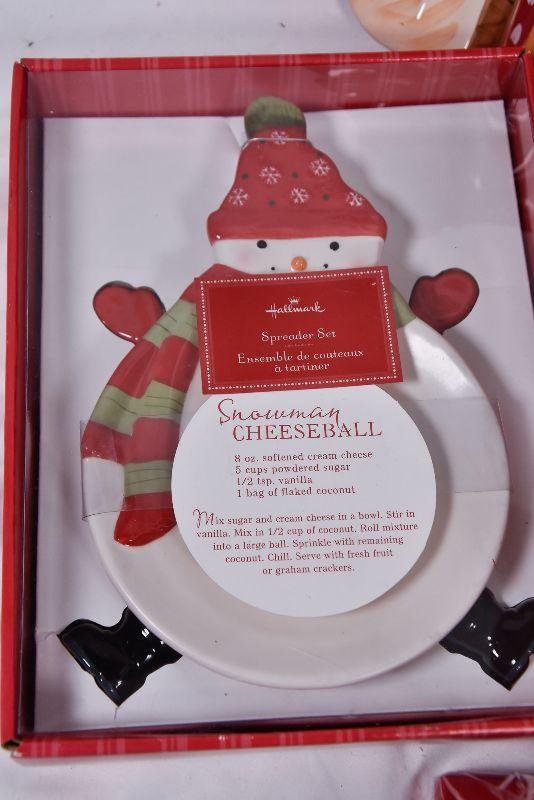 Hallmark
Spreader Set
Ensemble de couteaux
à tartiner
Snowman
CHEESEBALL
8 oz. softened cream cheese
5 cups powdered sugar
1/2 tsp. vanilla
1 bag of flaked coconut
Mix sugar and cream cheese in a bowl. Stir in
vanilla. Mix in 1/2 cup of coconut. Roll mixture
into a large ball. Sprinkle with remaining
coconut. Chill. Serve with fresh fruit
or graham crackers.